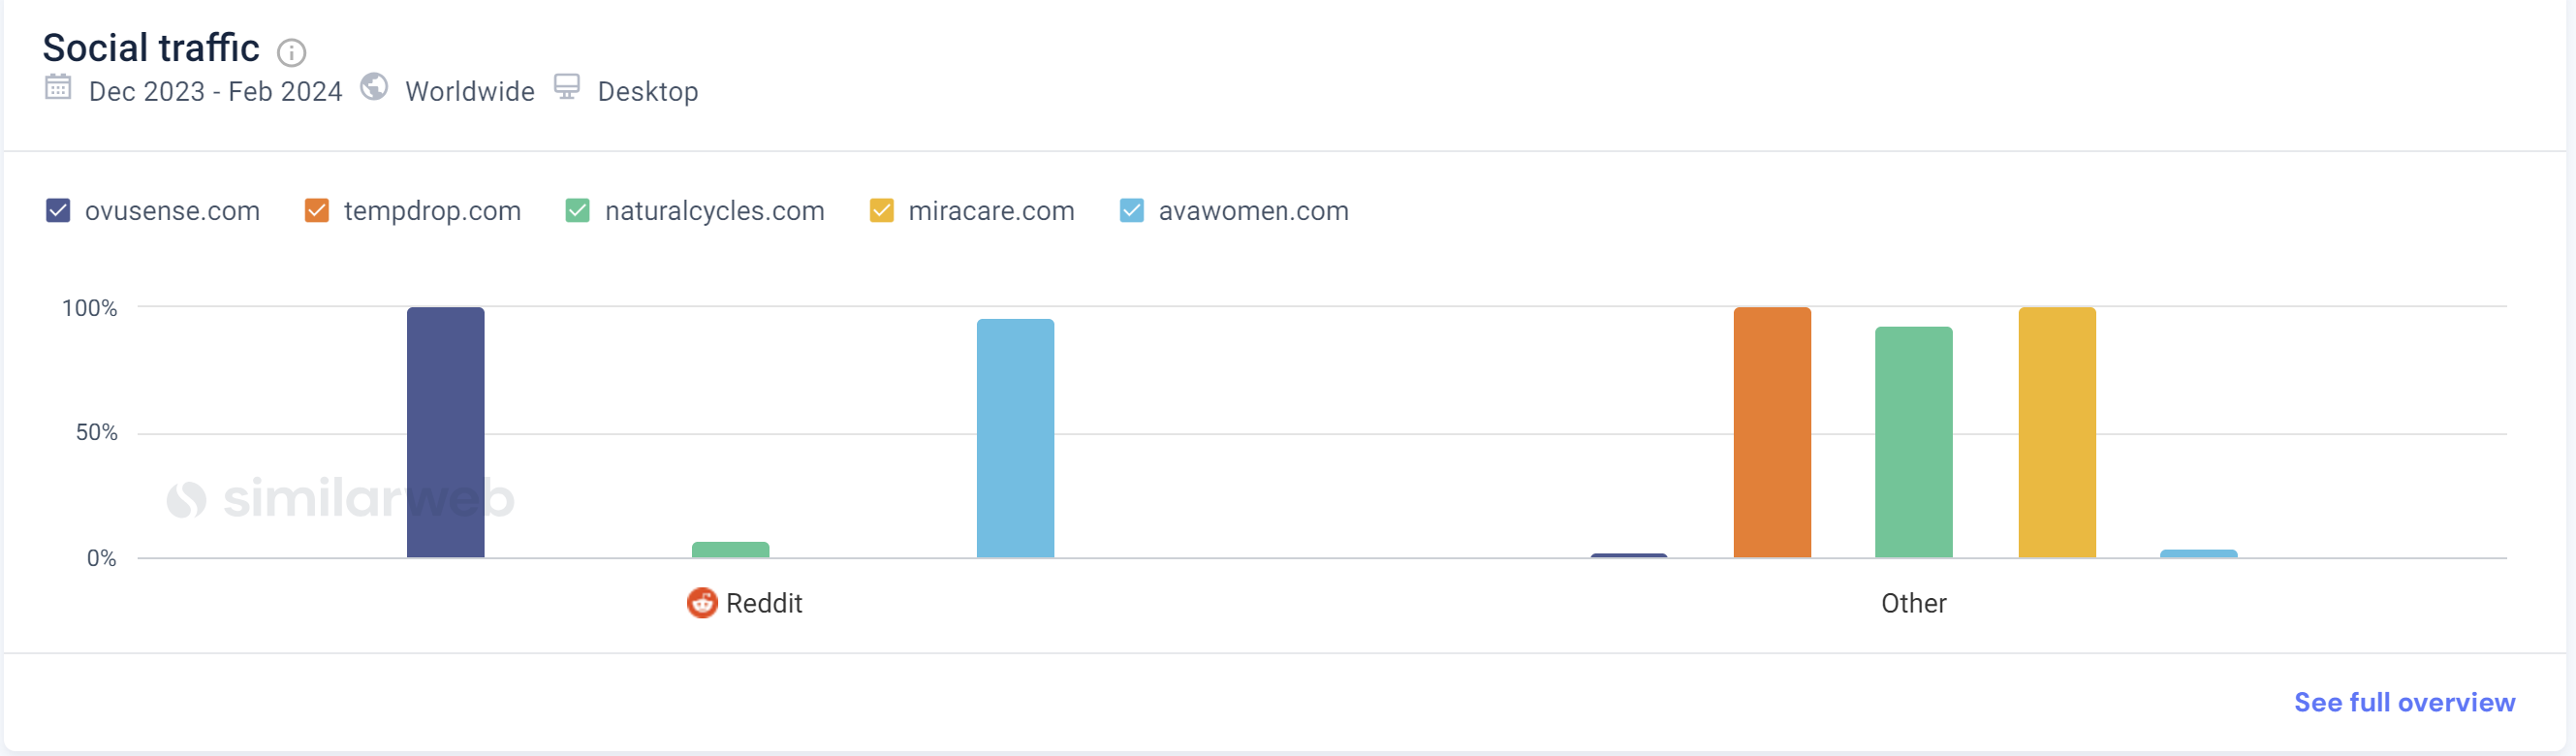 Social traffic
Dec 2023 - Feb 2024 Worldwide Desktop
ovusense.com tempdrop.com naturalcycles.com miracare.com avawomen.com
100%
50%
similarweb
0%
Reddit Other
See full overview